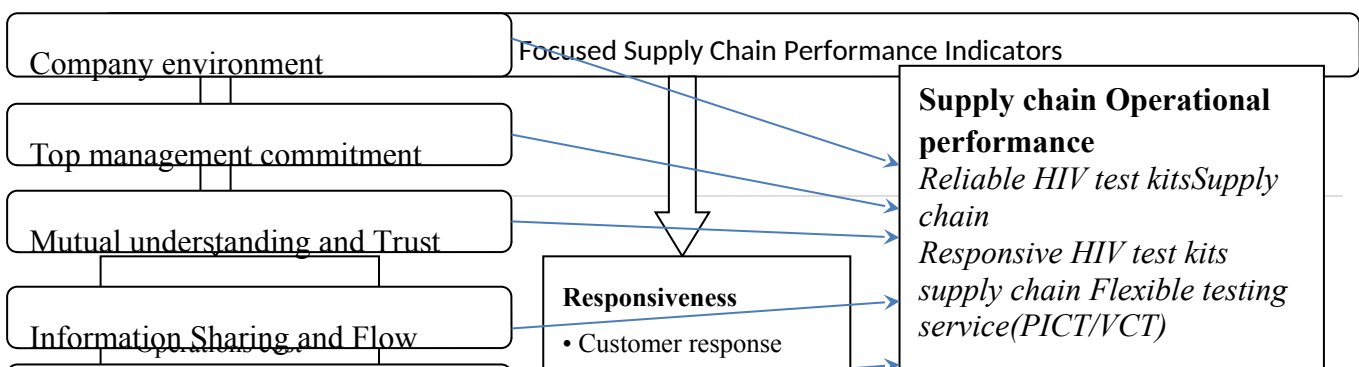 Focused Supply Chain Performance Indicators
Company environment
Top management commitment
Mutual understanding and Trust
Information Sharing and Flow
Responsiveness
• Customer response
Supply chain Operational
performance
Reliable HIV test kitsSupply
chain
Responsive HIV test kits
supply chain Flexible testing
service(PICT/VCT)